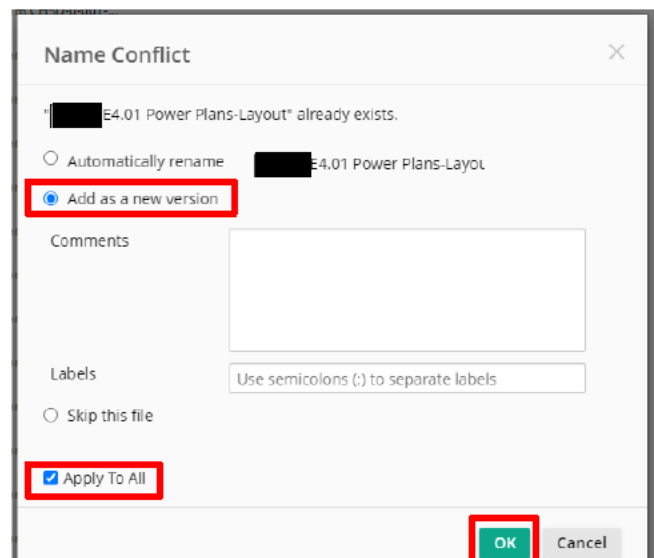 Name Conflict
"E4.01 Power Plans-Layout" already exists.
Automatically rename E4.01 Power Plans-Layou
Add as a new version
Comments
Labels Use semicolons (:) to separate labels
Skip this file
Apply To All
OK Cancel